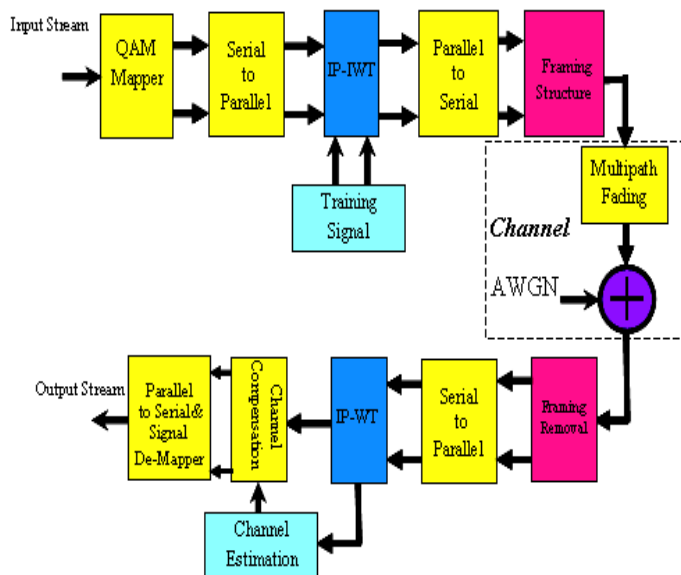 Input Stream
QAM
Mapper
Serial
to
Parallel
IP-IWT
Parallel
to
Serial
Framing
Structure
Training
Signal
Multipath
Fading
Channel
AWGN
Output Stream
Parallel
to Serial&
Signal
De-Mapper
Channel
Compensation
IP-WT
Serial
to
Parallel
Framing
Removal
Channel
Estimation